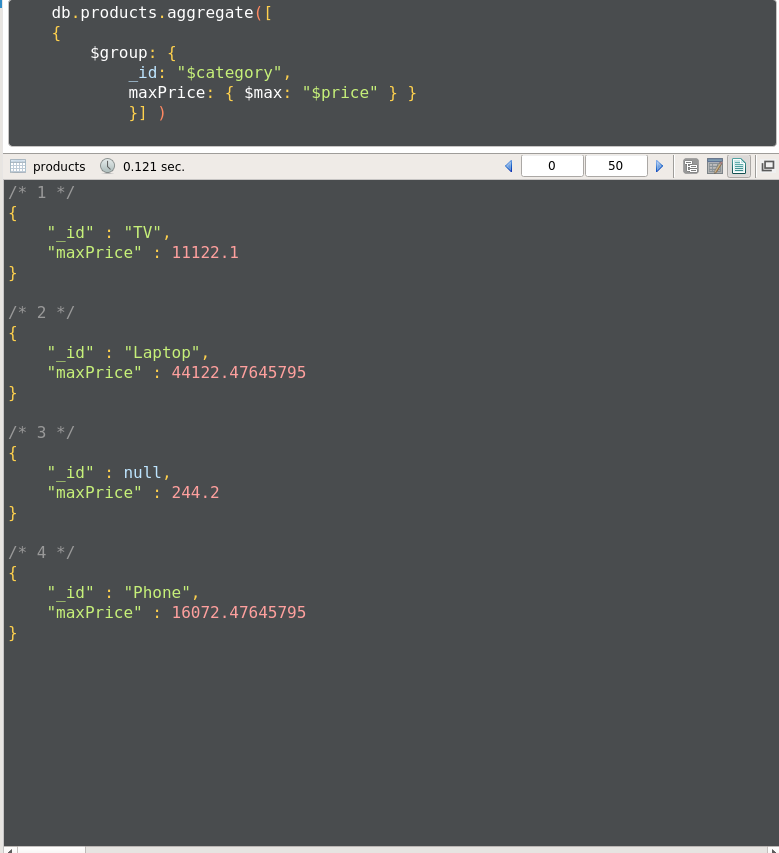 db.products.aggregate([
{
$group: {
_id: "$category",
maxPrice: { $max: "$price" } }
}] )
products 0.121 sec. 0 50
/* 1 */
{
"_id" : "TV",
"maxPrice" : 11122.1
}
/* 2 */
{
"_id" : "Laptop",
"maxPrice" : 44122.47645795
}
/* 3 */
{
"_id" : null,
"maxPrice" : 244.2
}
/* 4 */
{
"_id" : "Phone",
"maxPrice" : 16072.47645795
}